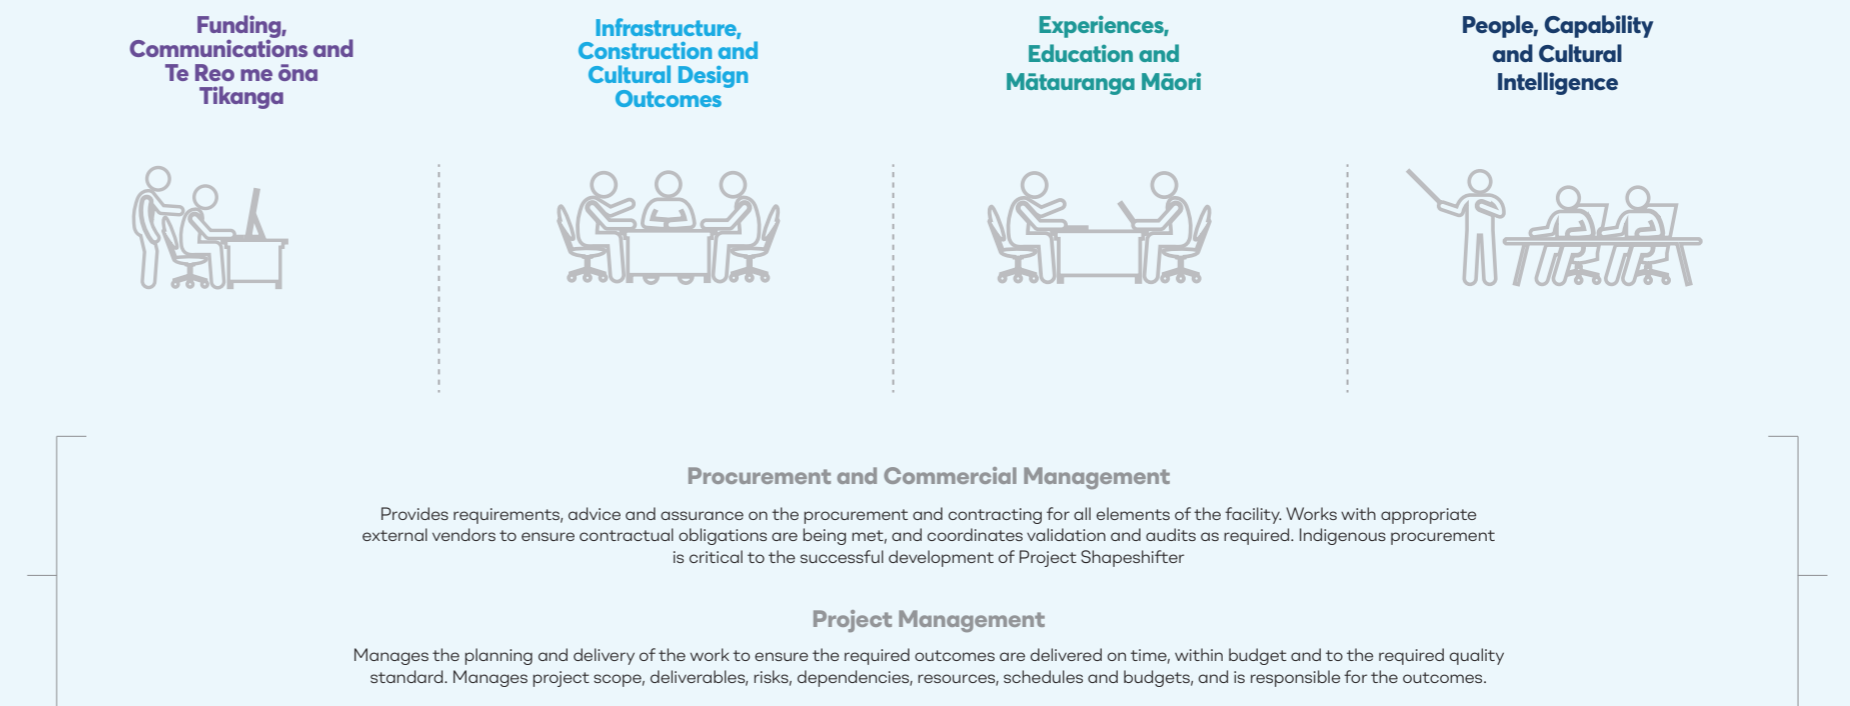 Funding,
Communications and
Te Reo me ōna
Tikanga
Infrastructure,
Construction and
Cultural Design
Outcomes
Experiences,
Education and
Mātauranga Māori
People, Capability
and Cultural
Intelligence
Procurement and Commercial Management
Provides requirements, advice and assurance on the procurement and contracting for all elements of the facility. Works with appropriate
external vendors to ensure contractual obligations are being met, and coordinates validation and audits as required. Indigenous procurement
is critical to the successful development of Project Shapeshifter
Project Management
Manages the planning and delivery of the work to ensure the required outcomes are delivered on time, within budget and to the required quality
standard. Manages project scope, deliverables, risks, dependencies, resources, schedules and budgets, and is responsible for the outcomes.